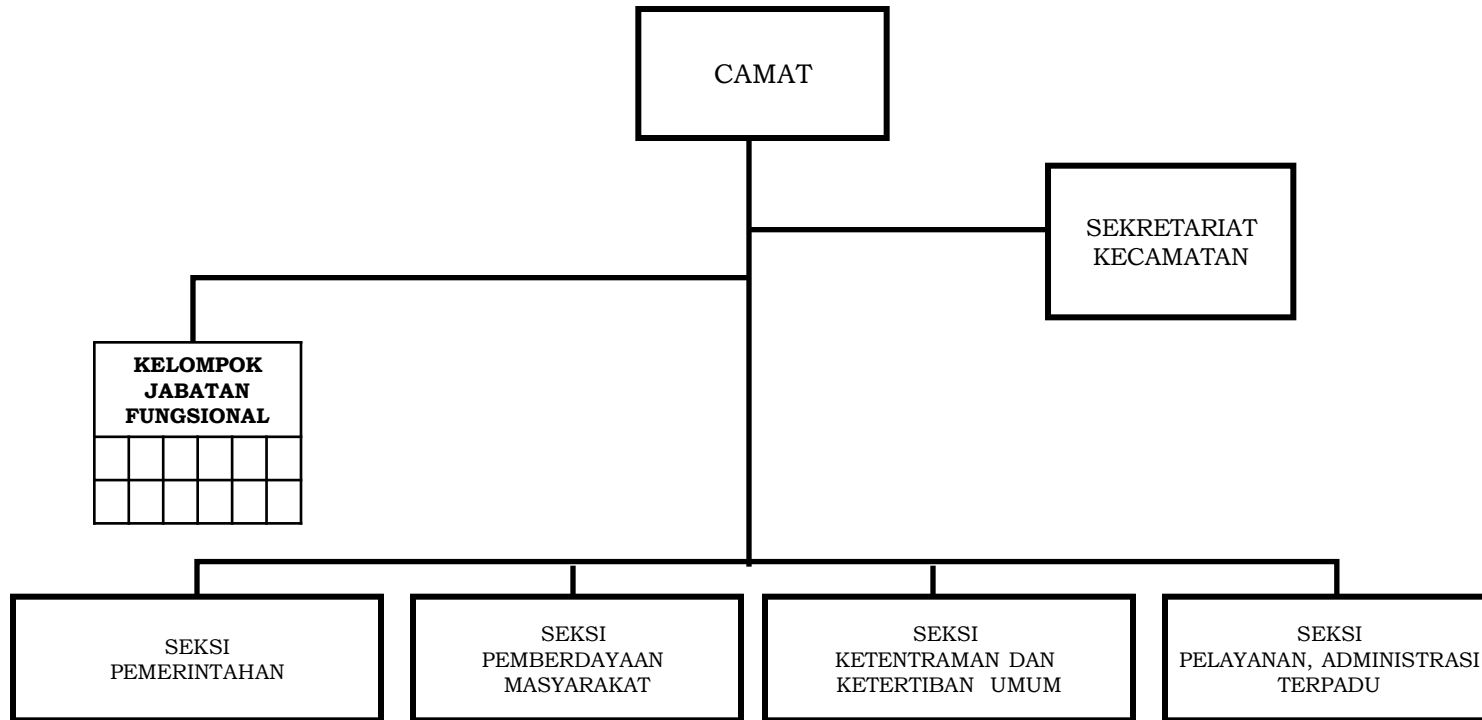 CAMAT
SEKRETARIAT
KECAMATAN
KELOMPOK
JABATAN
FUNGSIONAL
SEKSI
PEMERINTAHAN
SEKSI
PEMBERDAYAAN
MASYARAKAT
SEKSI
KETENTRAMAN DAN
KETERTIBAN UMUM
SEKSI
PELAYANAN, ADMINISTRASI
TERPADU